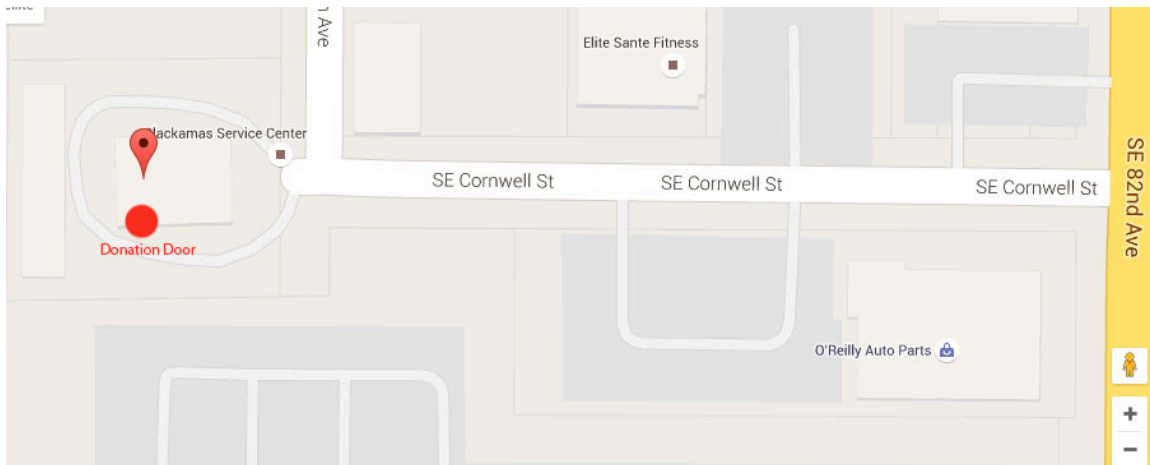 Ave
Elite Sante Fitness
Clackamas Service Center
SE Cornwell St
SE Cornwell St
SE Cornwell St
SE 82nd Ave
Donation Door
O'Reilly Auto Parts